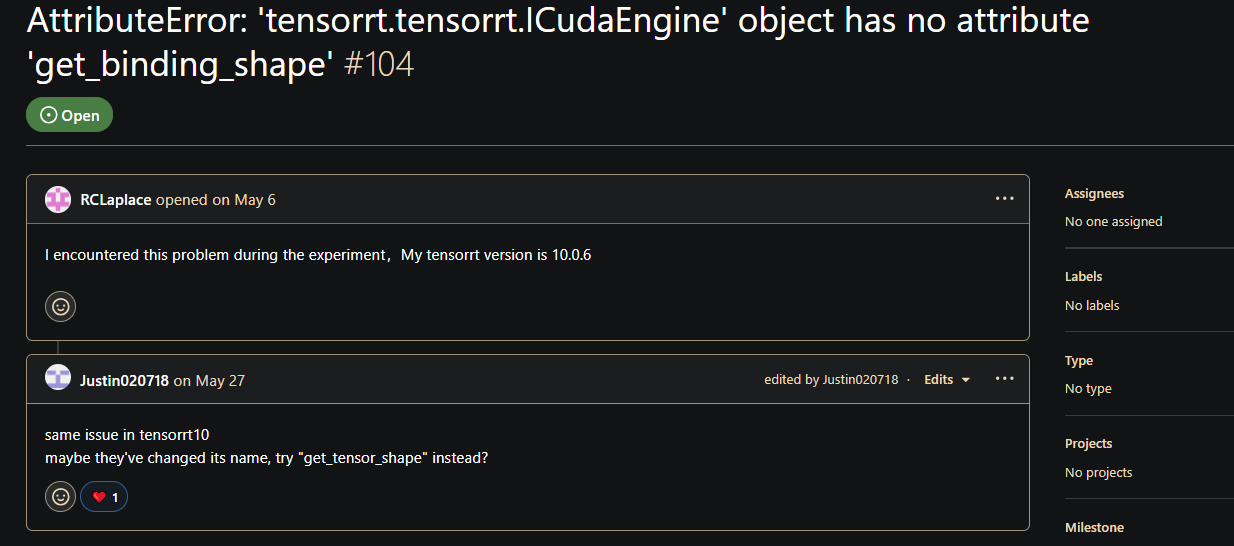 AttributeError: 'tensorrt.tensorrt.ICudaEngine' object has no attribute
'get_binding_shape' #104
Open
RCLaplace opened on May 6
I encountered this problem during the experiment，My tensorrt version is 10.0.6
Justin020718 on May 27
edited by Justin020718 · Edits
same issue in tensorrt10
maybe they've changed its name, try "get_tensor_shape" instead?
1
Assignees
No one assigned
Labels
No labels
Type
No type
Projects
No projects
Milestone